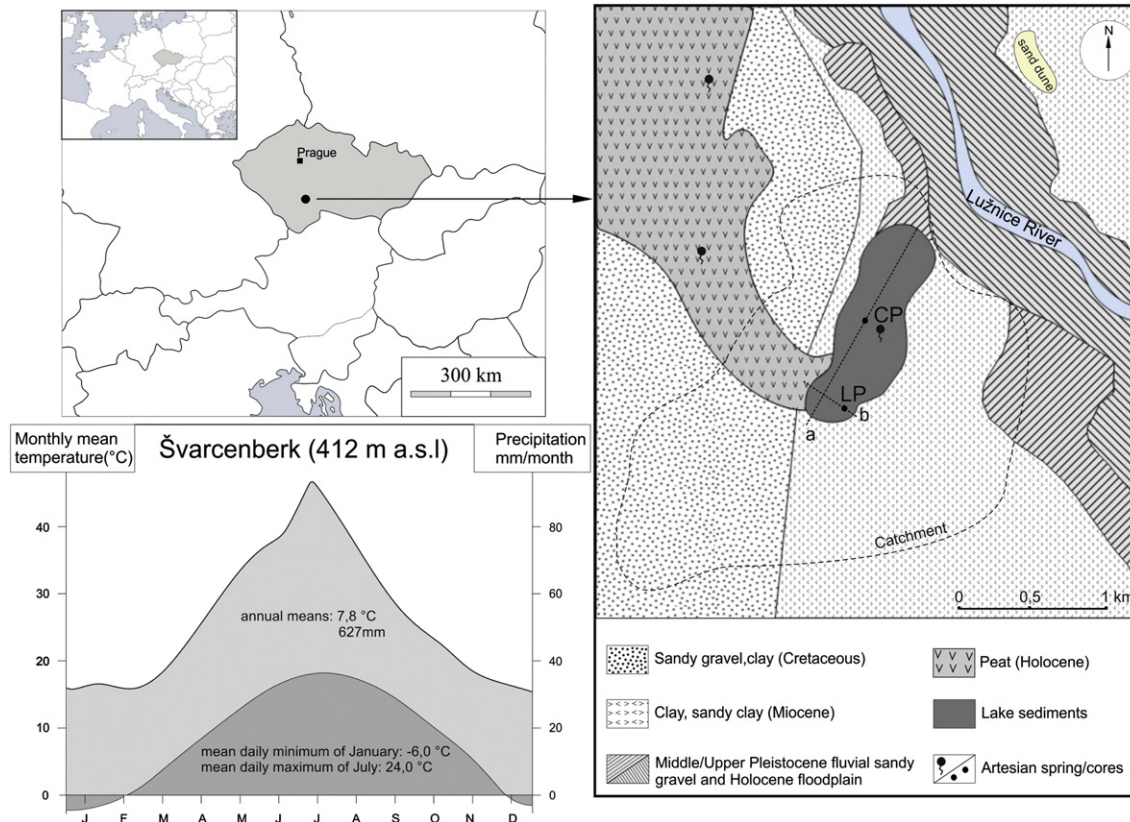 Prague
300 km
Monthly mean
temperature(°C)
Švarcenberk (412 m a.s.l)
Precipitation
mm/month
40
30
20
10
0
80
60
40
20
0
annual means: 7,8 °C
627mm
mean daily minimum of January: -6,0 °C
mean daily maximum of July: 24,0 °C
J F M A M J J A S O N D
N
sand dune
Lužnice River
CP
LP
a
b
Catchment
0 0,5 1 km
Sandy gravel,clay (Cretaceous)
Peat (Holocene)
Clay, sandy clay (Miocene)
Lake sediments
Middle/Upper Pleistocene fluvial sandy
gravel and Holocene floodplain
Artesian spring/cores